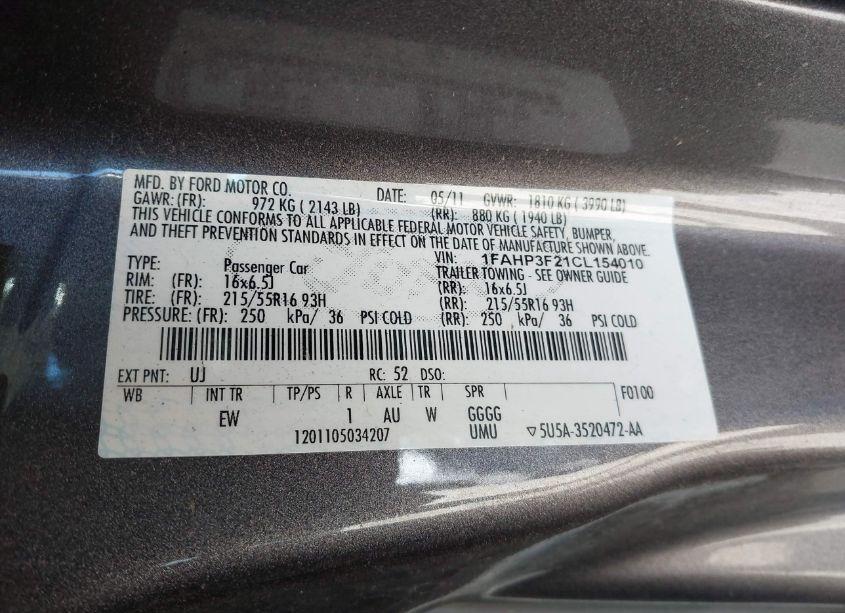 MFD. BY FORD MOTOR CO. DATE: 05/11 GVWR: 1810 KG ( 3990 LB)
GAWR: (FR): 972 KG ( 2143 LB) (RR): 880 KG ( 1940 LB)
THIS VEHICLE CONFORMS TO ALL APPLICABLE FEDERAL MOTOR VEHICLE SAFETY, BUMPER,
AND THEFT PREVENTION STANDARDS IN EFFECT ON THE DATE OF MANUFACTURE SHOWN ABOVE.
VIN: 1FAHP3F21CL154010
TYPE: Passenger Car TRAILER TOWING - SEE OWNER GUIDE
RIM: (FR): 16x6.5J (RR): 16x6.5J
TIRE: (FR): 215/55R16 93H (RR): 215/55R16 93H
PRESSURE: (FR): 250 kPa/ 36 PSI COLD (RR): 250 kPa/ 36 PSI COLD
EXT PNT: UJ RC: 52 DSO:
WB INT TR TP/PS R AXLE TR SPR F0100
EW 1 AU W GGGG
1201105034207 UMU ▽5U5A-3520472-AA